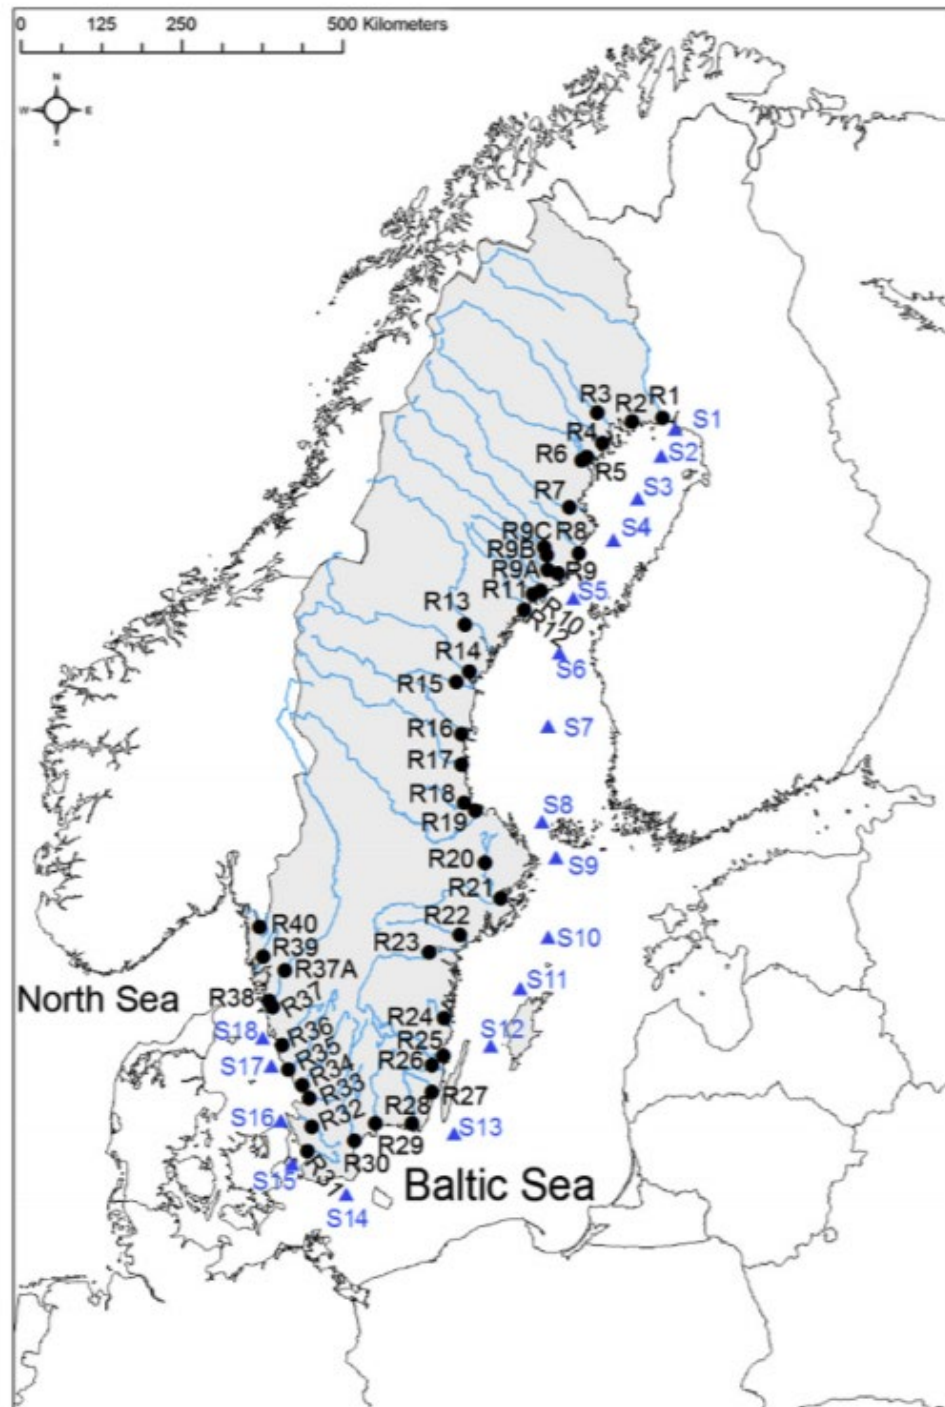 0 125 250 500 Kilometers
N
W E
S
R3
R2
R1
S1
R4
S2
R6
R5
S3
R7
R9C
R8
S4
R9B
R9A
R9
R11
S5
R10
R13
R12
S6
R14
R15
S7
R16
R17
R18
S8
R19
R20
S9
R21
R22
R40
S10
R23
R39
R37A
S11
North Sea
R38
R37
R24
S18
R36
S12
R25
R35
R26
S17
R34
R33
R27
S16
R32
R28
S13
R29
R30
S15
R31
Baltic Sea
S14